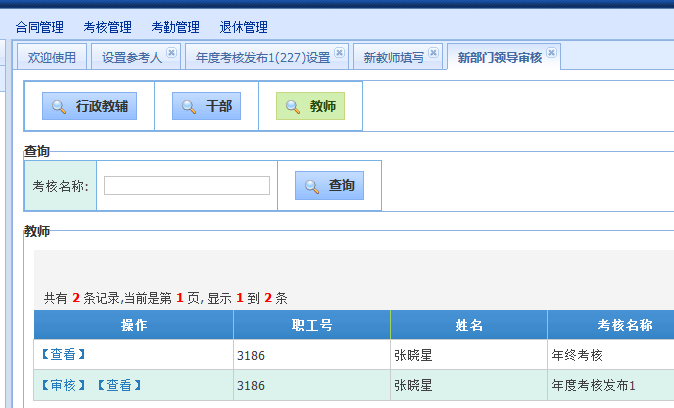 合同管理 考核管理 考勤管理 退休管理
欢迎使用 设置参考人 年度考核发布1(227)设置 新教师填写 新部门领导审核
行政教辅 干部 教师
查询
考核名称: 查询
教师
共有 2 条记录,当前是第 1 页, 显示 1 到 2 条
操作 职工号 姓名 考核名称
【查看】 3186 张晓星 年终考核
【审核】 【查看】 3186 张晓星 年度考核发布1